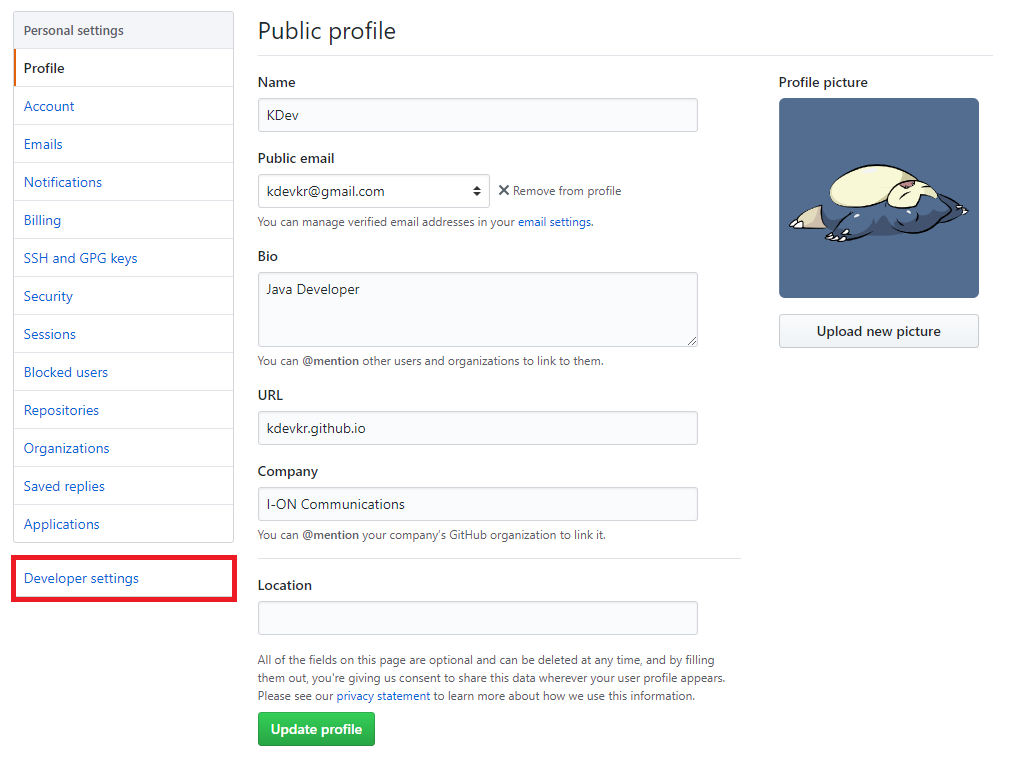 Personal settings
Profile
Account
Emails
Notifications
Billing
SSH and GPG keys
Security
Sessions
Blocked users
Repositories
Organizations
Saved replies
Applications
Developer settings
Public profile
Name
KDev
Public email
kdevkr@gmail.com
Remove from profile
You can manage verified email addresses in your email settings.
Bio
Java Developer
You can @mention other users and organizations to link to them.
URL
kdevkr.github.io
Company
I-ON Communications
You can @mention your company's GitHub organization to link it.
Location
All of the fields on this page are optional and can be deleted at any time, and by filling
them out, you're giving us consent to share this data wherever your user profile appears.
Please see our privacy statement to learn more about how we use this information.
Update profile
Profile picture
Upload new picture